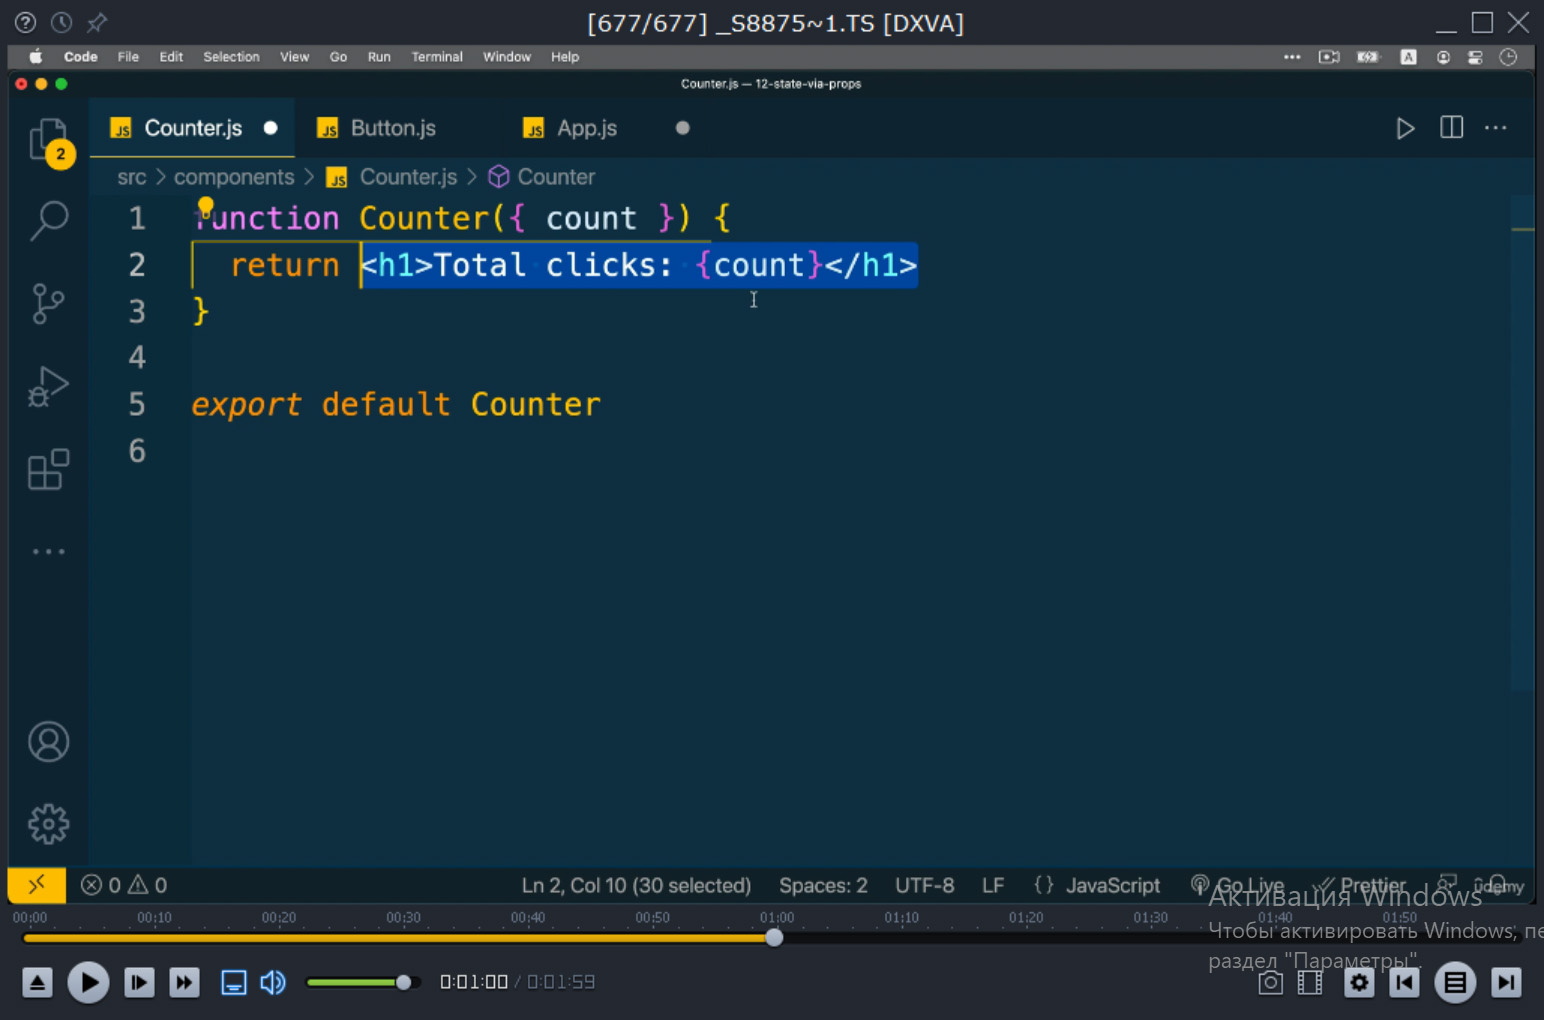 [677/677] _S8875~1.TS [DXVA]
Code File Edit Selection View Go Run Terminal Window Help
Counter.js — 12-state-via-props
JS Counter.js JS Button.js JS App.js
2
src > components > JS Counter.js > Counter
1 function Counter({ count }) {
2 return <h1>Total clicks: {count}</h1>
3 }
4
5 export default Counter
6
0 0 Ln 2, Col 10 (30 selected) Spaces: 2 UTF-8 LF {} JavaScript Go Live Prettier ûdemy
00:00 00:10 00:20 00:30 00:40 00:50 01:00 01:10 01:20 01:30 01:40 01:50
Активация Windows
Чтобы активировать Windows, пе
раздел "Параметры".
0:01:00 / 0:01:59